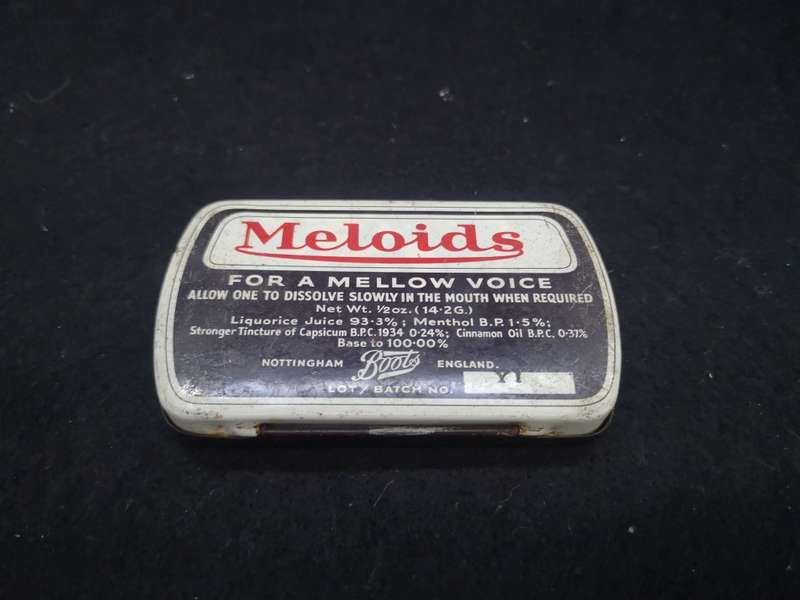 Meloids
FOR A MELLOW VOICE
ALLOW ONE TO DISSOLVE SLOWLY IN THE MOUTH WHEN REQUIRED
Net Wt. ½oz. (14·2G.)
Liquorice Juice 93·3% ; Menthol B.P. 1·5% ;
Stronger Tincture of Capsicum B.P.C. 1934 0·24% ; Cinnamon Oil B.P.C. 0·37%
Base to 100·00%
NOTTINGHAM Boots ENGLAND.
LOT/BATCH NO.